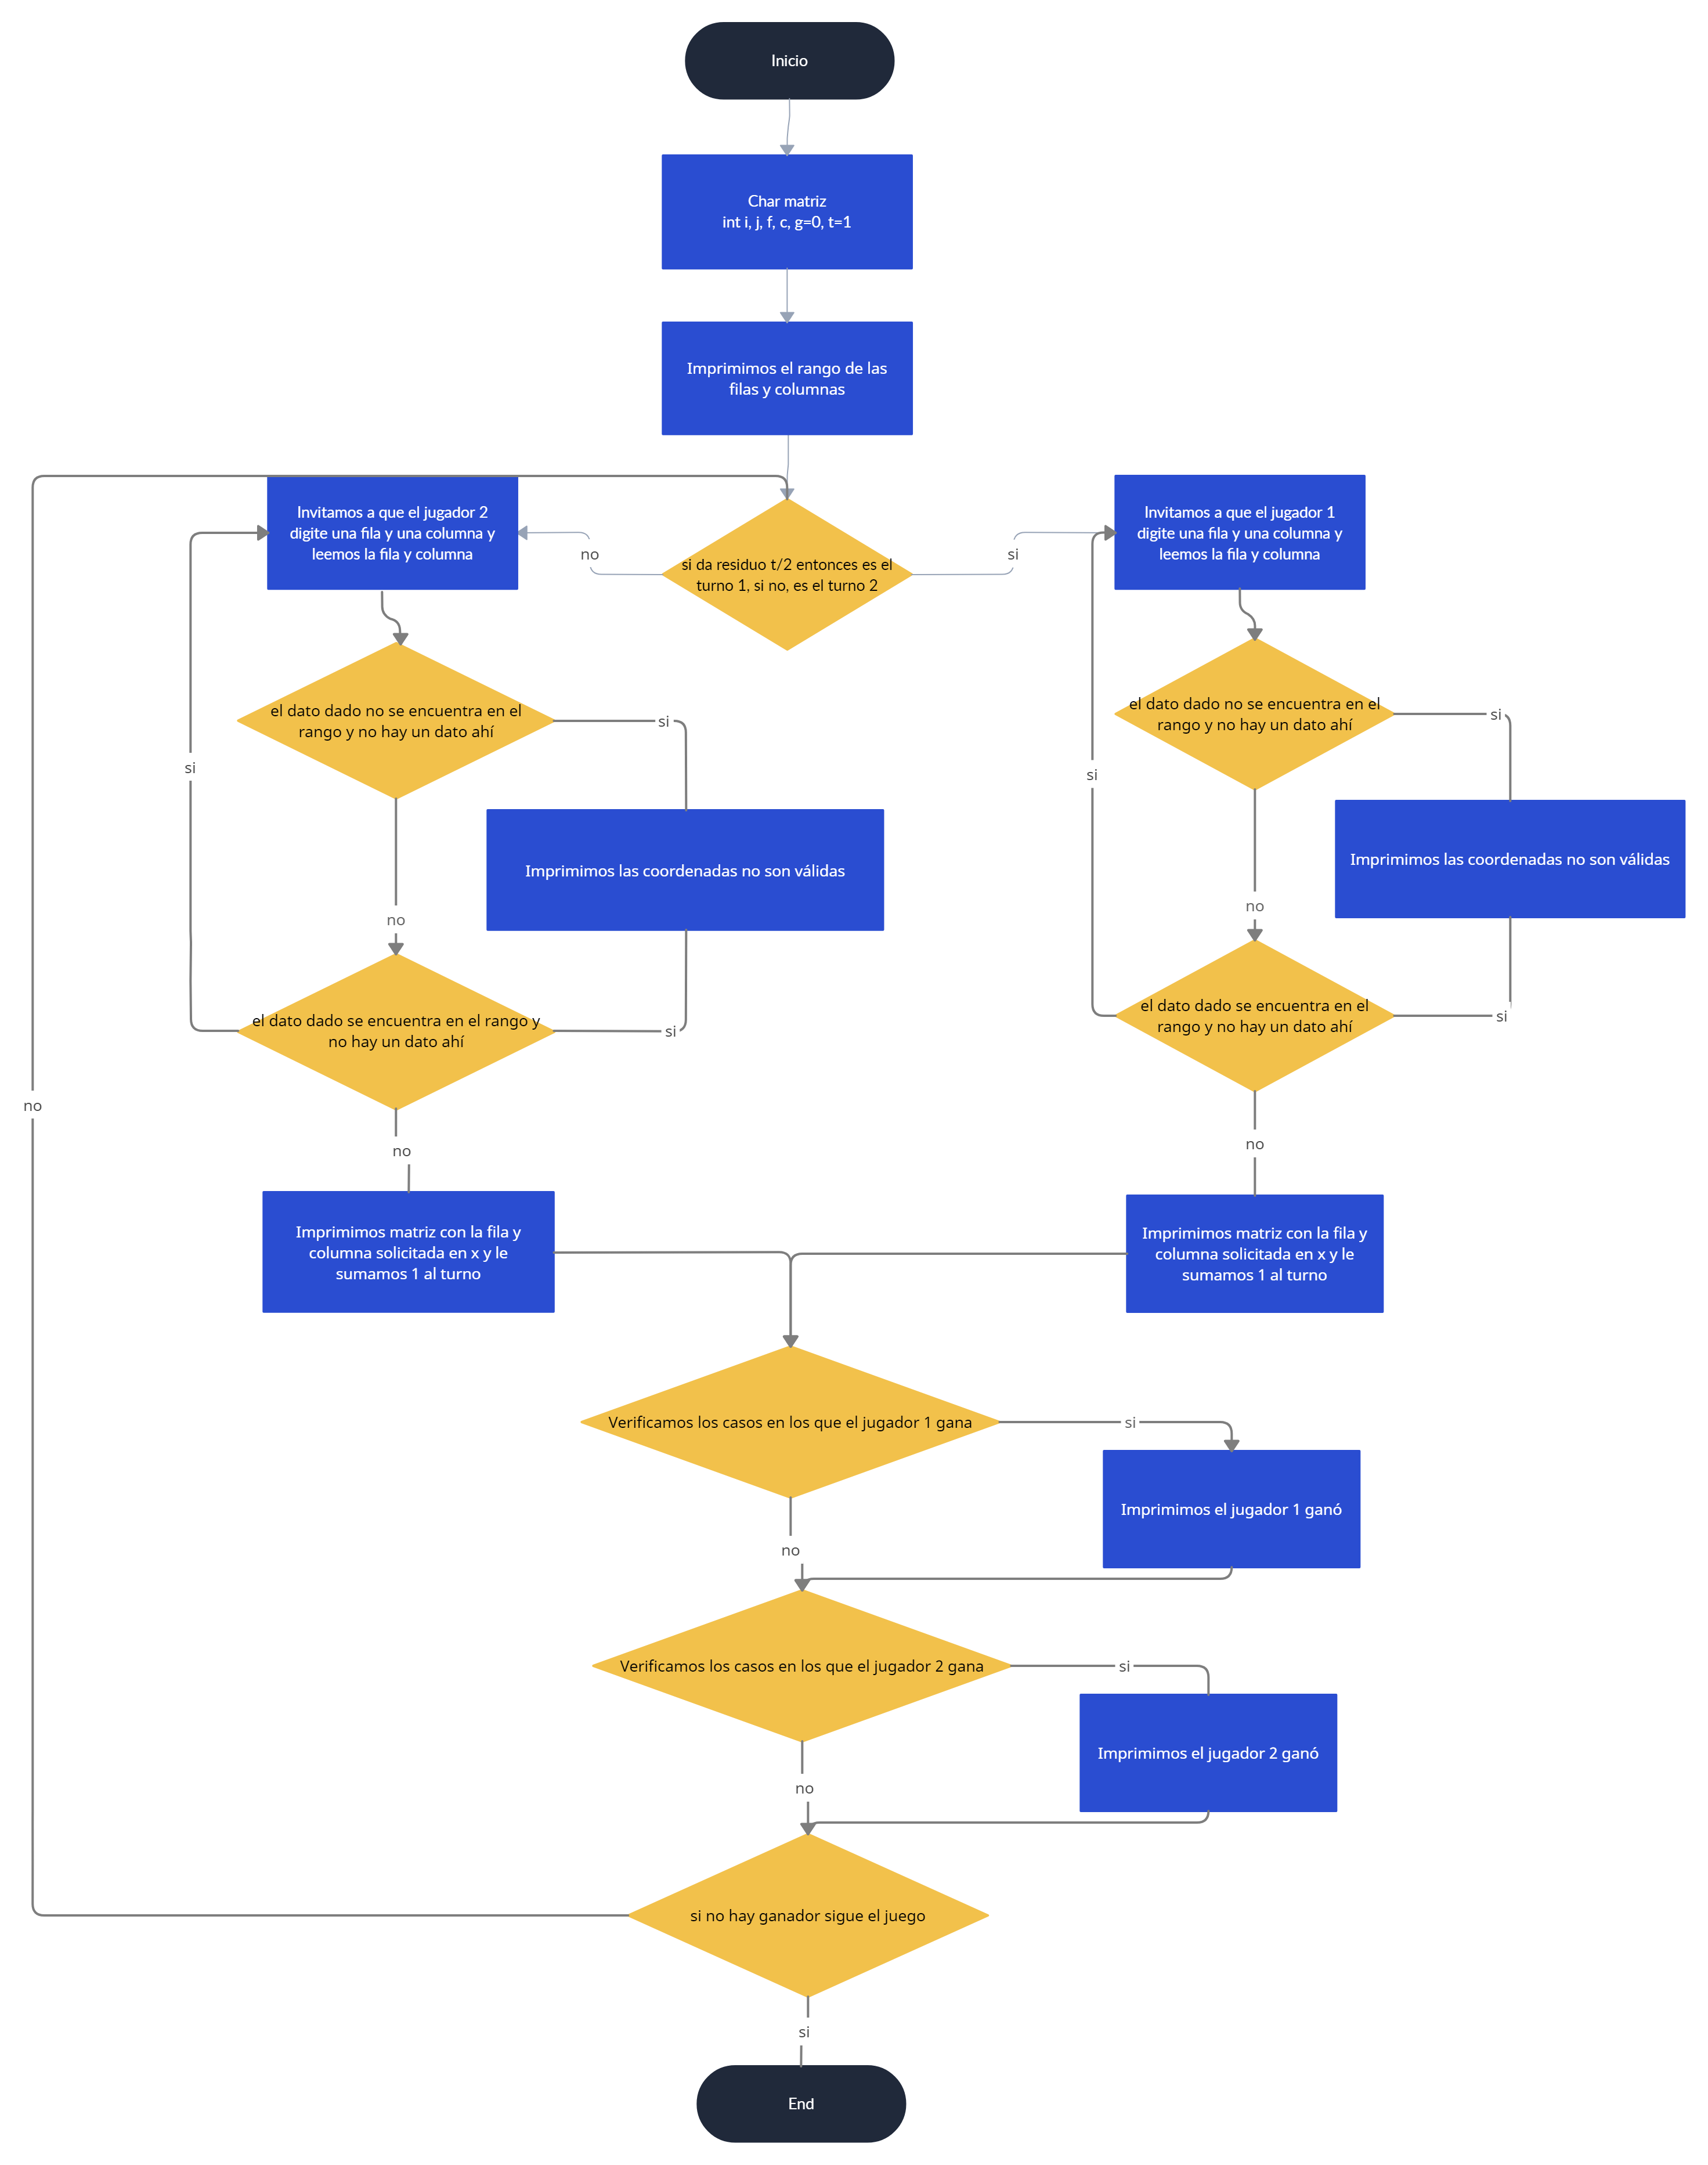 Inicio
Char matriz
int i, j, f, c, g=0, t=1
Imprimimos el rango de las
filas y columnas
Invitamos a que el jugador 2
digite una fila y una columna y
leemos la fila y columna
no
si da residuo t/2 entonces es el
turno 1, si no, es el turno 2
si
Invitamos a que el jugador 1
digite una fila y una columna y
leemos la fila y columna
el dato dado no se encuentra en el
rango y no hay un dato ahí
si
el dato dado no se encuentra en el
rango y no hay un dato ahí
si
si
si
Imprimimos las coordenadas no son válidas
Imprimimos las coordenadas no son válidas
no
no
el dato dado se encuentra en el rango y
no hay un dato ahí
si
el dato dado se encuentra en el
rango y no hay un dato ahí
si
no
no
no
Imprimimos matriz con la fila y
columna solicitada en x y le
sumamos 1 al turno
Imprimimos matriz con la fila y
columna solicitada en x y le
sumamos 1 al turno
Verificamos los casos en los que el jugador 1 gana
si
Imprimimos el jugador 1 ganó
no
Verificamos los casos en los que el jugador 2 gana
si
Imprimimos el jugador 2 ganó
no
si no hay ganador sigue el juego
si
End